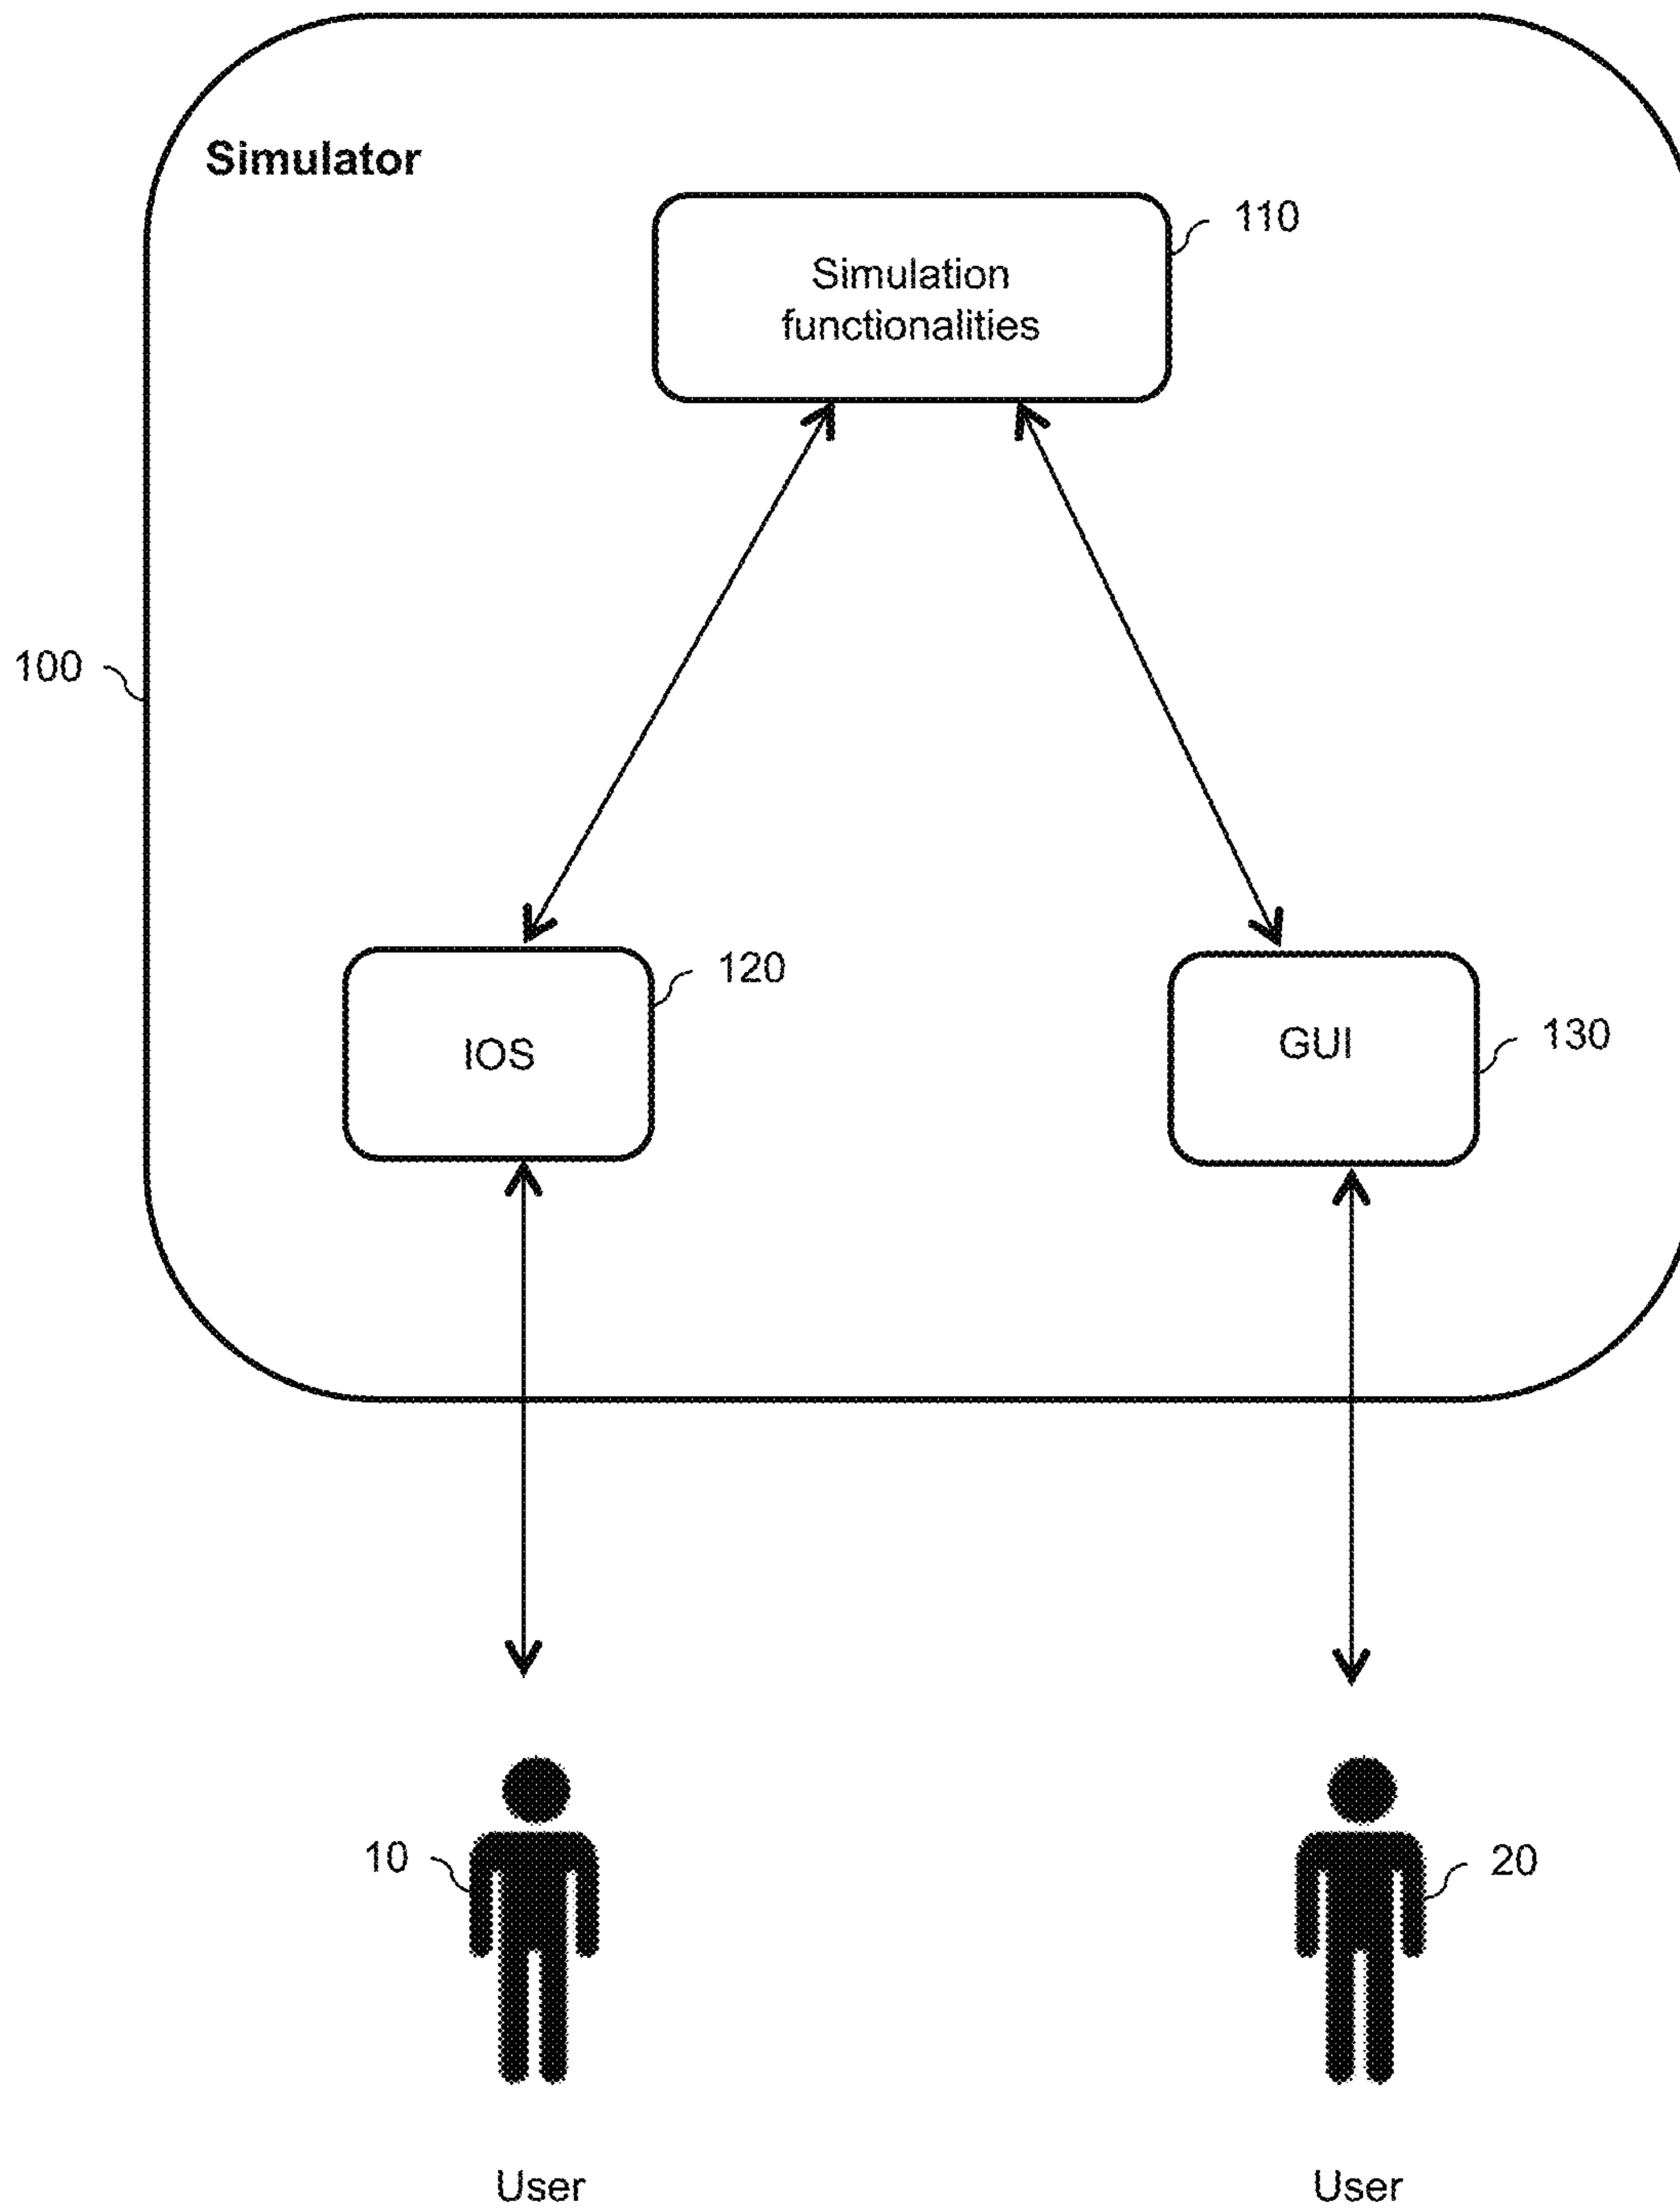 Simulator
110
Simulation
functionalities
100
120
IOS
130
GUI
10
20
User
User